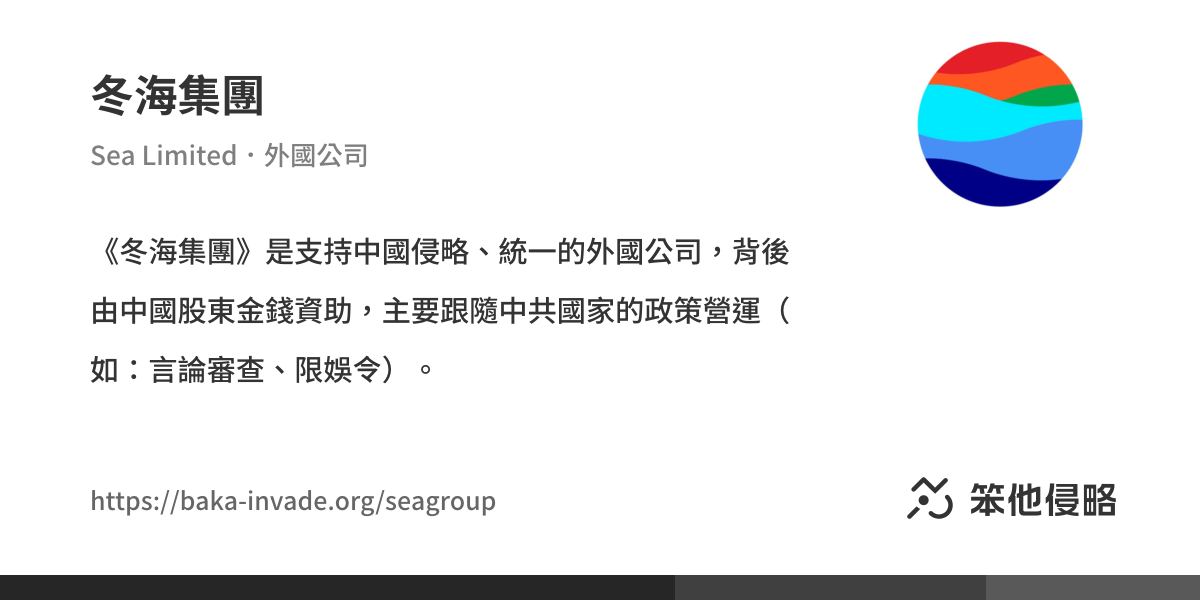 冬海集團
Sea Limited・外國公司
《冬海集團》是支持中國侵略、統一的外國公司，背後
由中國股東金錢資助，主要跟隨中共國家的政策營運（
如：言論審查、限娛令）。
https://baka-invade.org/seagroup
笨他侵略